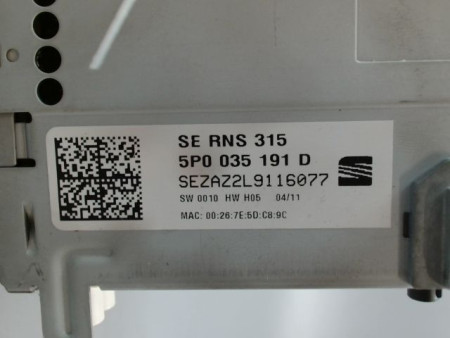 SE RNS 315
5P0 035 191 D
SEZAZ2L9116077
SW 0010 HW H05 04/11
MAC: 00:26:7E:5D:C8:9C